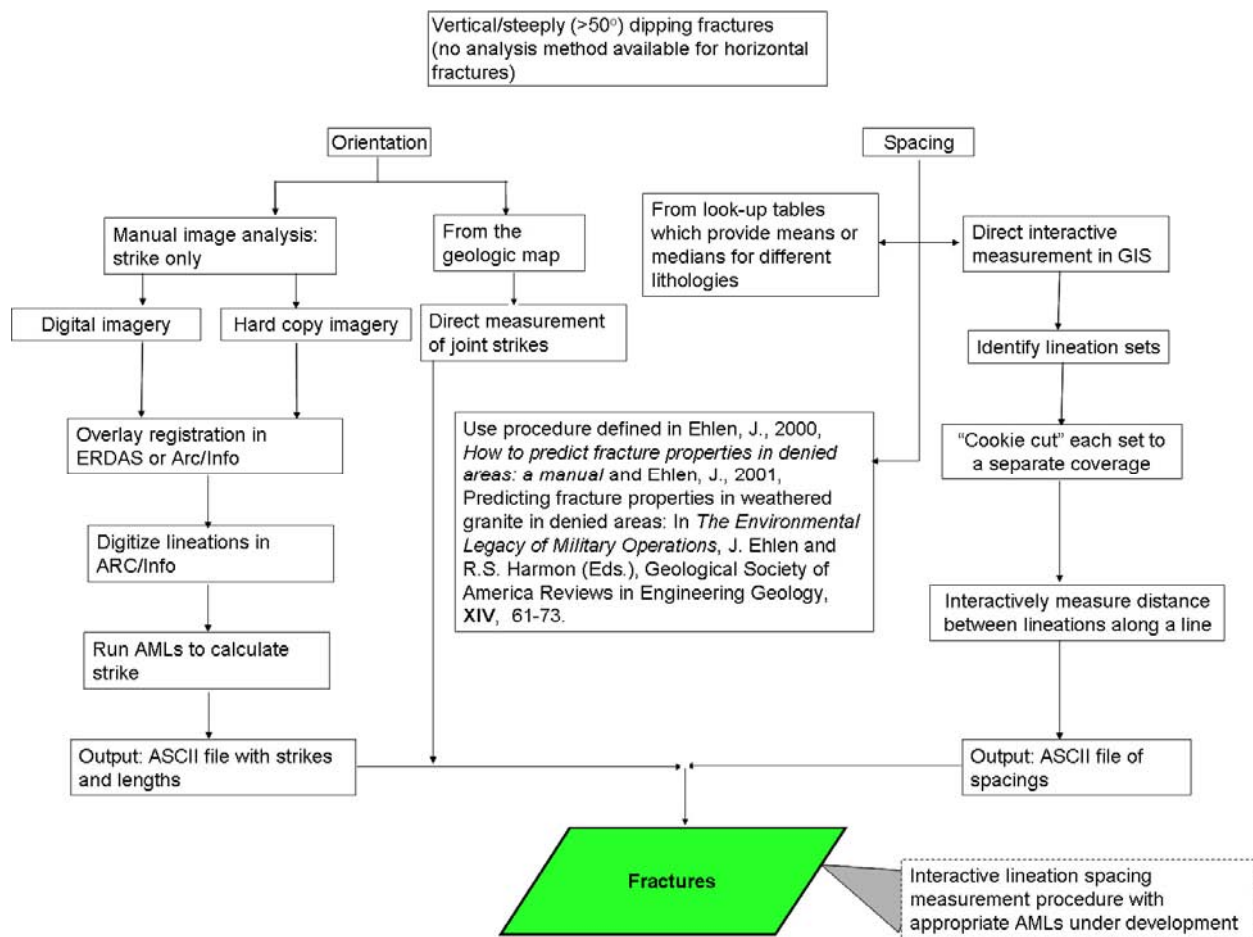 Vertical/steeply (>50°) dipping fractures
(no analysis method available for horizontal
fractures)
Orientation
Spacing
Manual image analysis:
strike only
From the
geologic map
From look-up tables
which provide means or
medians for different
lithologies
Direct interactive
measurement in GIS
Digital imagery
Hard copy imagery
Direct measurement
of joint strikes
Identify lineation sets
Overlay registration in
ERDAS or Arc/Info
Use procedure defined in Ehlen, J., 2000,
How to predict fracture properties in denied
areas: a manual and Ehlen, J., 2001,
Predicting fracture properties in weathered
granite in denied areas: In The Environmental
Legacy of Military Operations, J. Ehlen and
R.S. Harmon (Eds.), Geological Society of
America Reviews in Engineering Geology,
XIV, 61-73.
“Cookie cut” each set to
a separate coverage
Digitize lineations in
ARC/Info
Interactively measure distance
between lineations along a line
Run AMLs to calculate
strike
Output: ASCII file with strikes
and lengths
Output: ASCII file of
spacings
Fractures
Interactive lineation spacing
measurement procedure with
appropriate AMLs under development